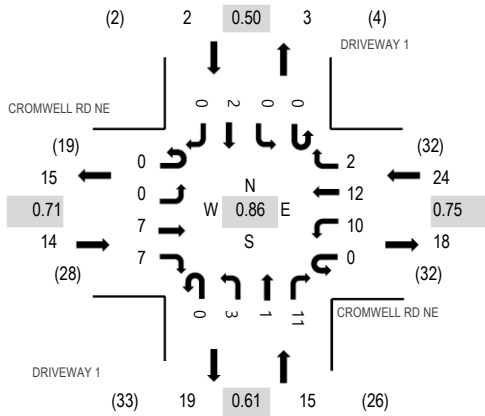 (2) 2 0.50 3 (4)
DRIVEWAY 1
0 2 0 0
CROMWELL RD NE
(19) (32)
0 2
15 24
0 12
N
0.71 W 0.86 E 0.75
7 10
S
14 18
7 0
(28) (32)
0 3 1 11
CROMWELL RD NE
DRIVEWAY 1
(33) 19 0.61 15 (26)